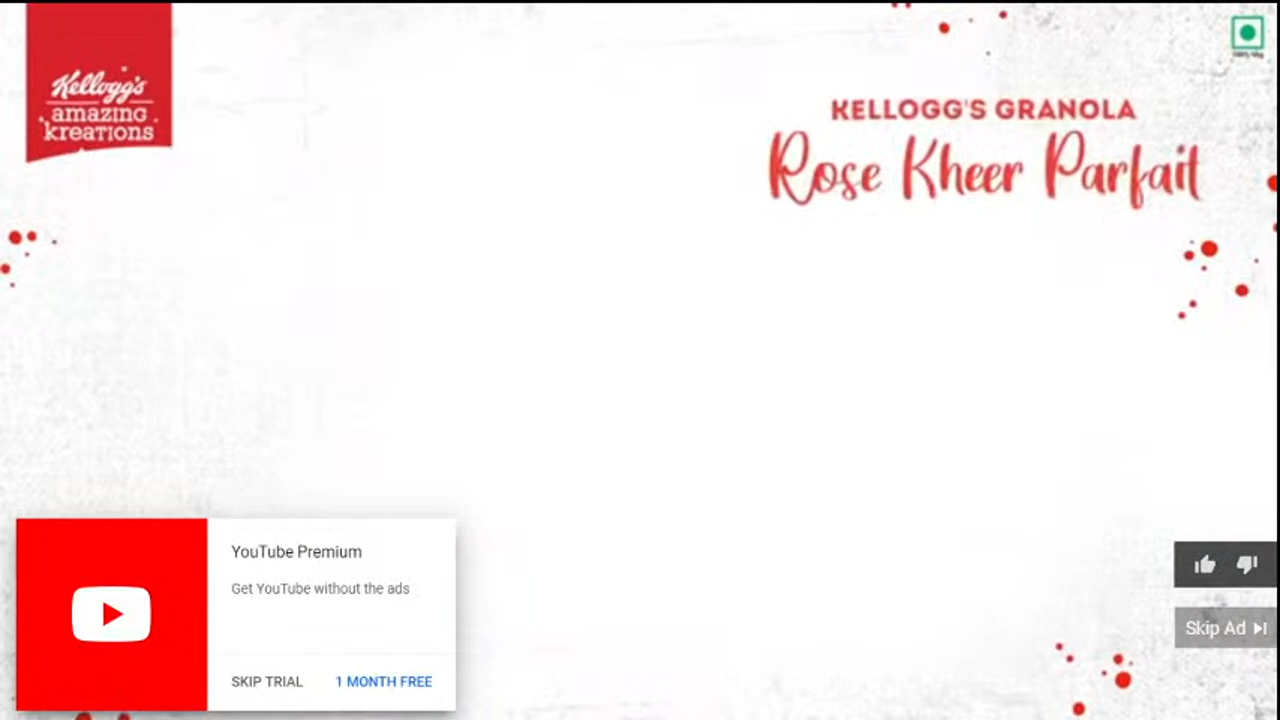 Kellogg's
amazing
kreations
KELLOGG'S GRANOLA
Rose Kheer Parfait
YouTube Premium
Get YouTube without the ads
SKIP TRIAL
1 MONTH FREE
Skip Ad